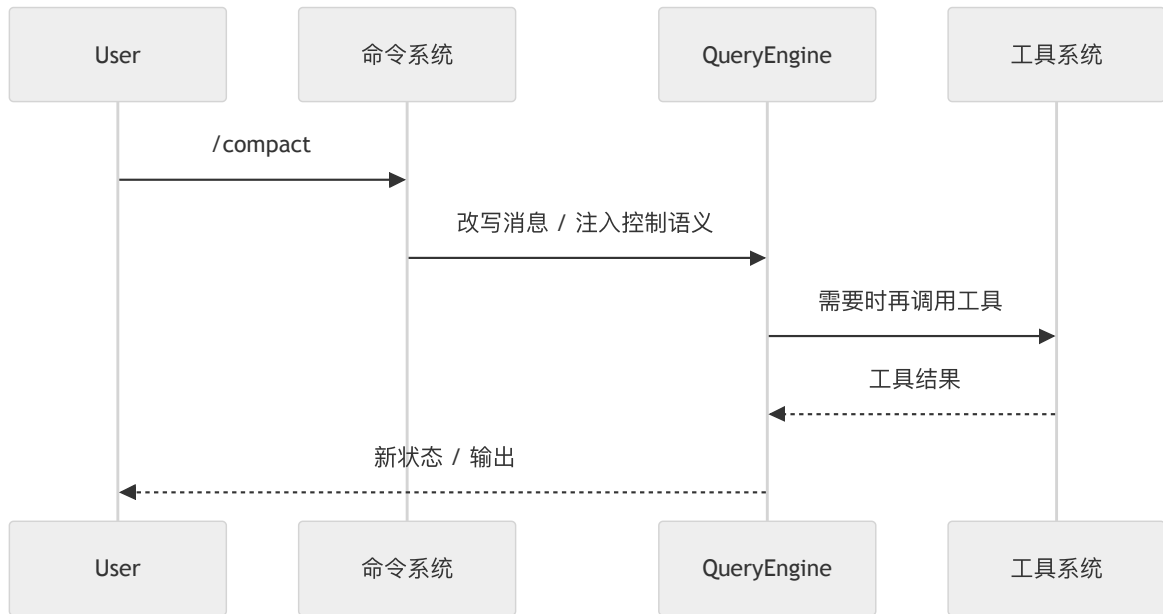 User 命令系统 QueryEngine 工具系统
/compact
改写消息 / 注入控制语义
需要时再调用工具
工具结果
新状态 / 输出
User 命令系统 QueryEngine 工具系统